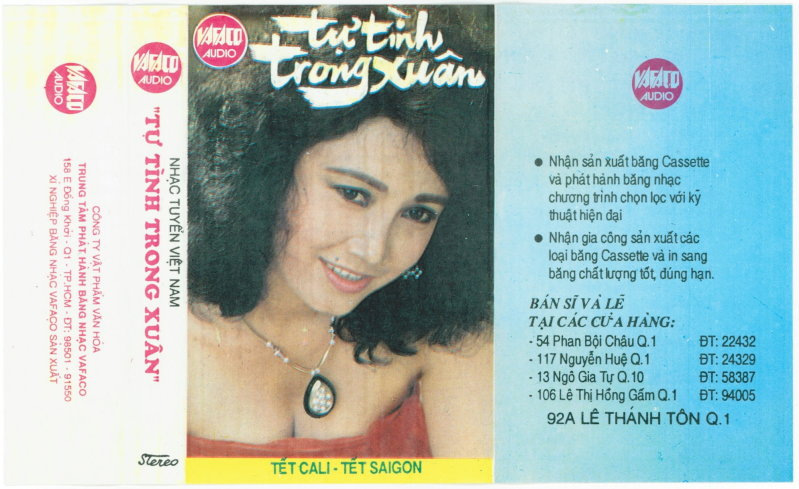 VAFACO
AUDIO
CÔNG TY VẬT PHẨM VĂN HÓA
TRUNG TÂM PHÁT HÀNH BĂNG NHẠC VAFACO
158 E Đồng Khởi - Q1 - TP.HCM - ĐT: 98501 - 91550
XÍ NGHIỆP BĂNG NHẠC VAFACO SẢN XUẤT
VAFACO
AUDIO
NHẠC TUYỂN VIỆT NAM
"TỰ TÌNH TRONG XUÂN"
Stereo
VAFACO
AUDIO
tự tình
trong xuân
TẾT CALI - TẾT SAIGON
VAFACO
AUDIO
● Nhận sản xuất băng Cassette
và phát hành băng nhạc
chương trình chọn lọc với kỹ
thuật hiện đại
● Nhận gia công sản xuất các
loại băng Cassette và in sang
băng chất lượng tốt, đúng hạn.
BÁN SỈ VÀ LẺ
TẠI CÁC CỬA HÀNG:
- 54 Phan Bội Châu Q.1 ĐT: 22432
- 117 Nguyễn Huệ Q.1 ĐT: 24329
- 13 Ngô Gia Tự Q.10 ĐT: 58387
- 106 Lê Thị Hồng Gấm Q.1 ĐT: 94005
92A LÊ THÁNH TÔN Q.1